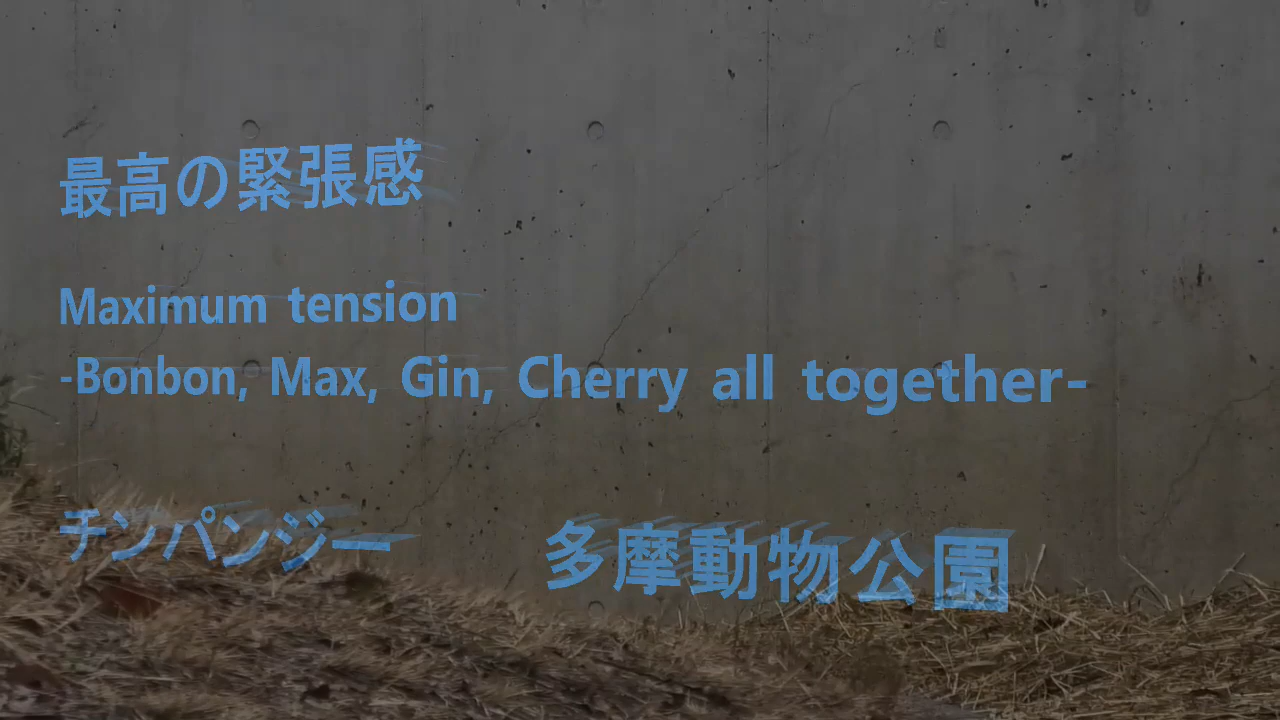 最高の緊張感
Maximum tension
-Bonbon, Max, Gin, Cherry all together-
チンパンジー 多摩動物公園